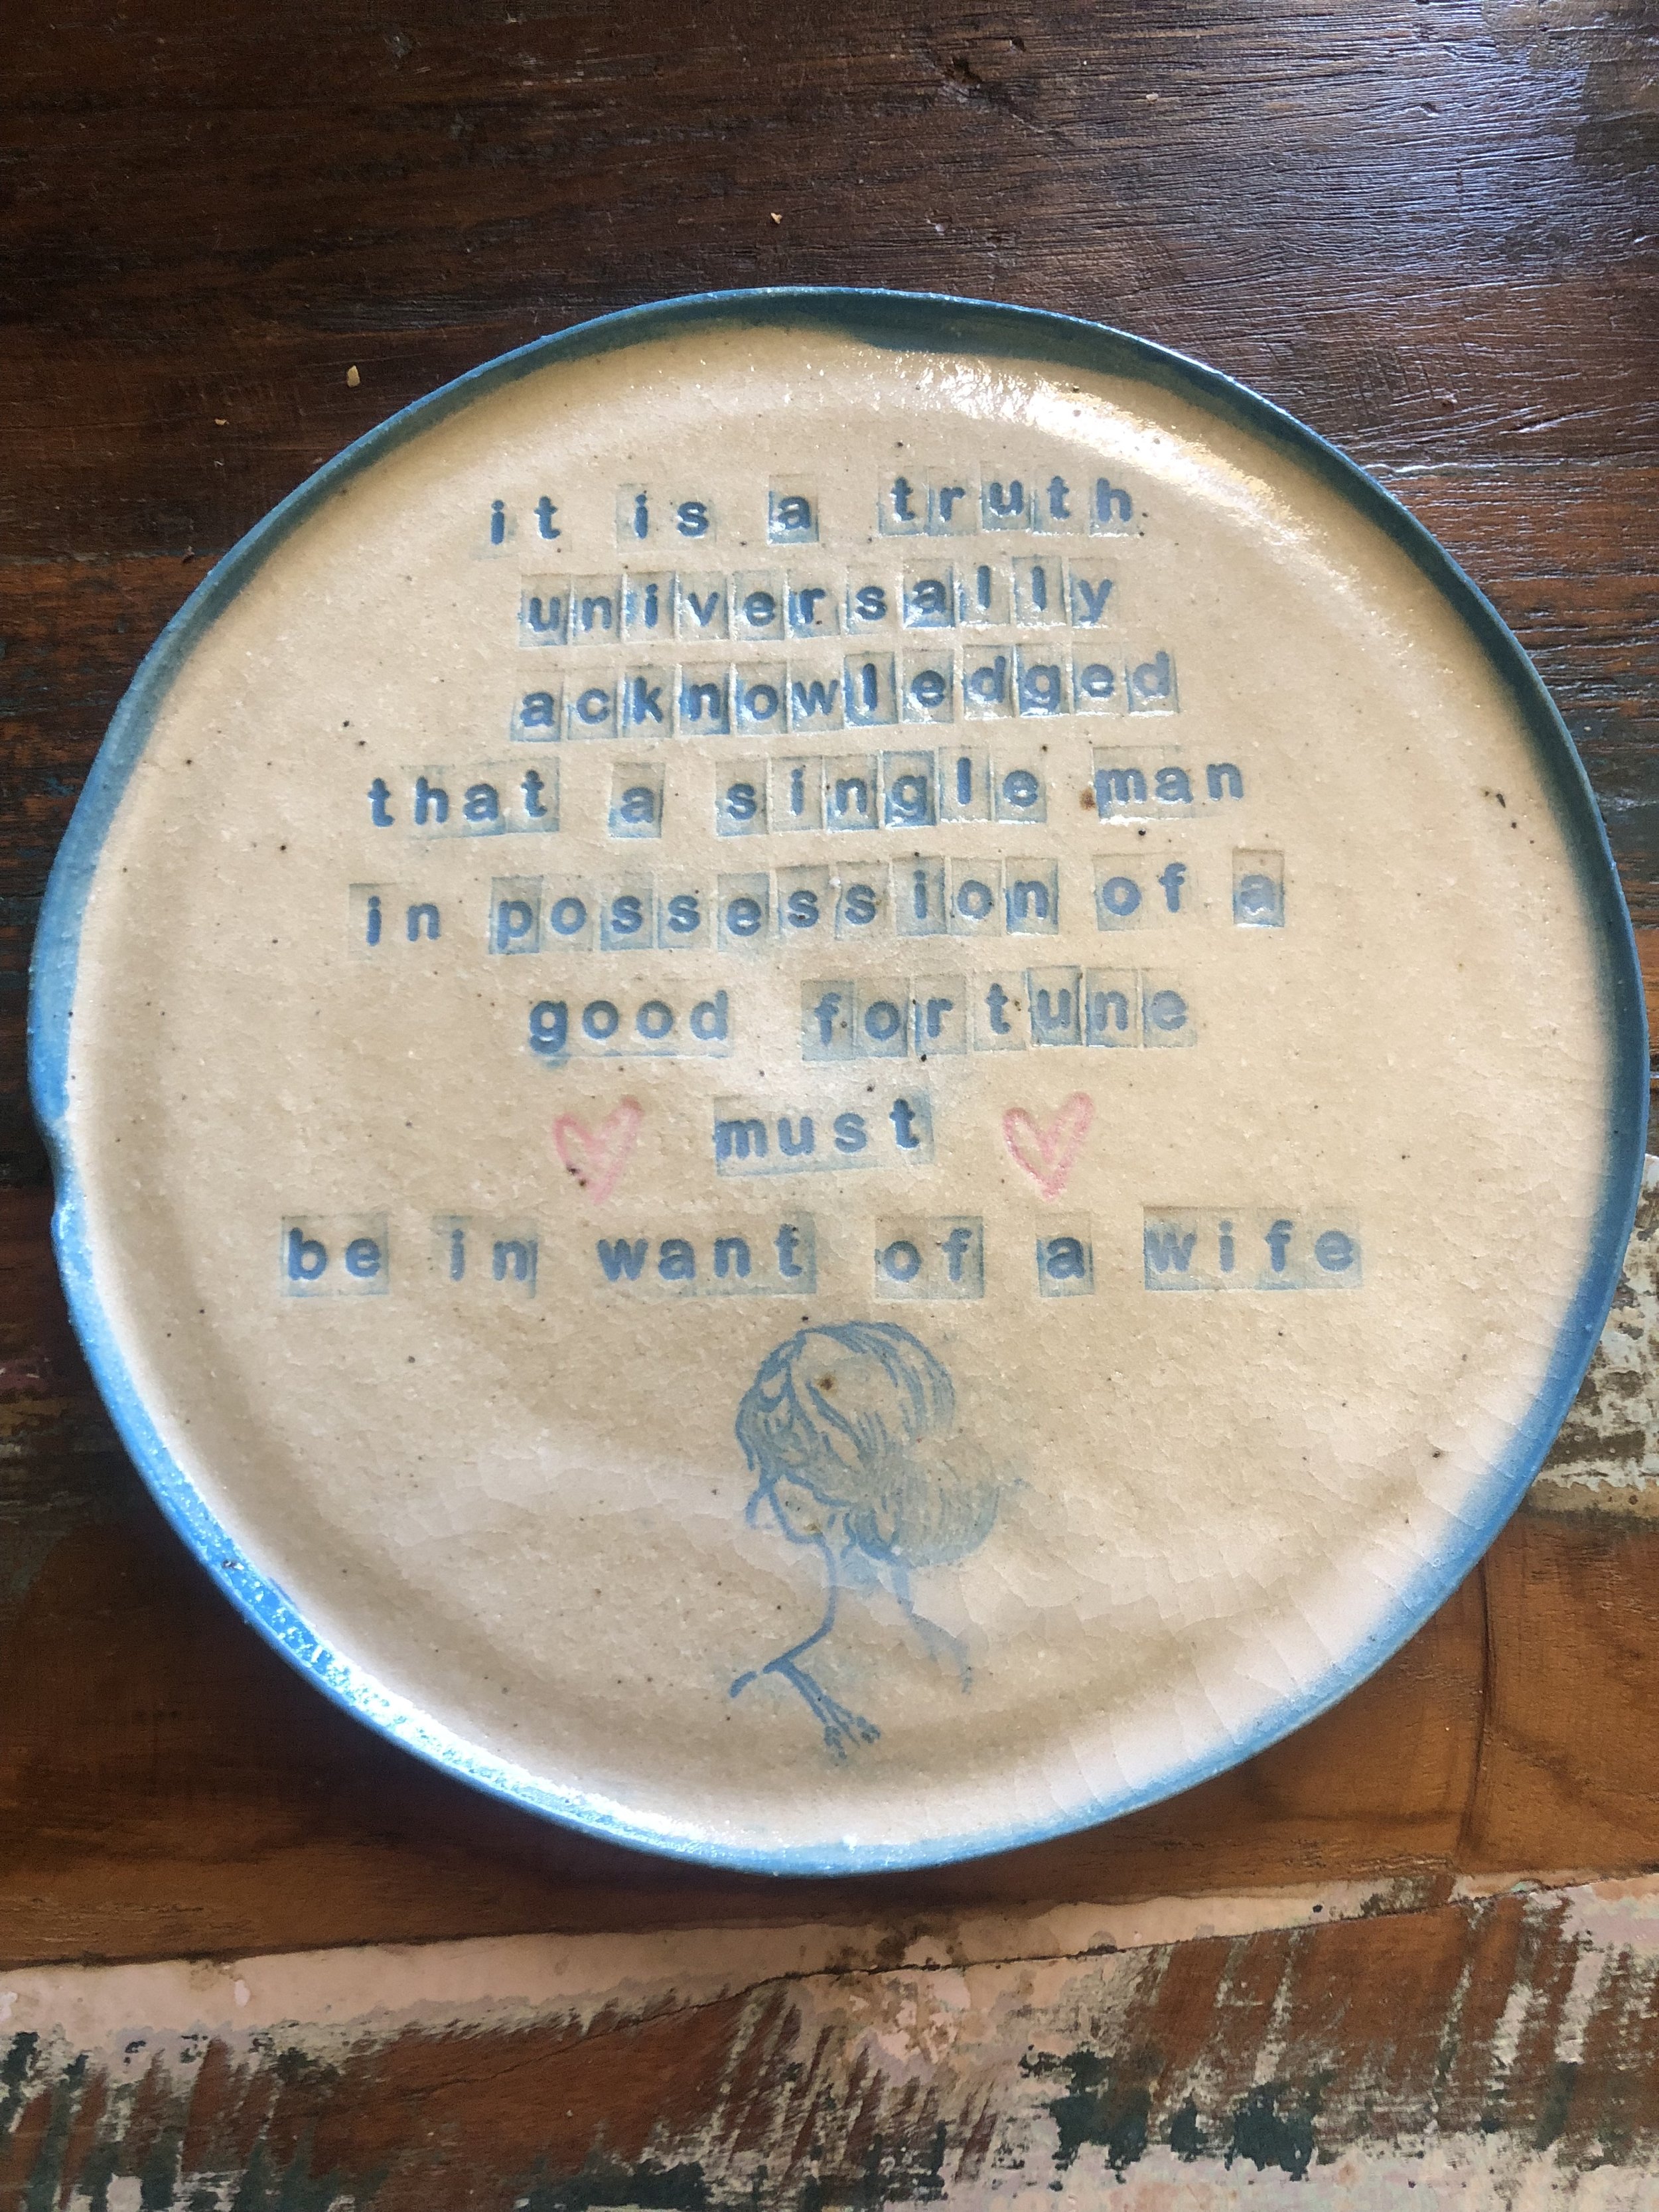 it is a truth
universally
acknowledged
that a single man
in possession of a
good fortune
must
be in want of a wife